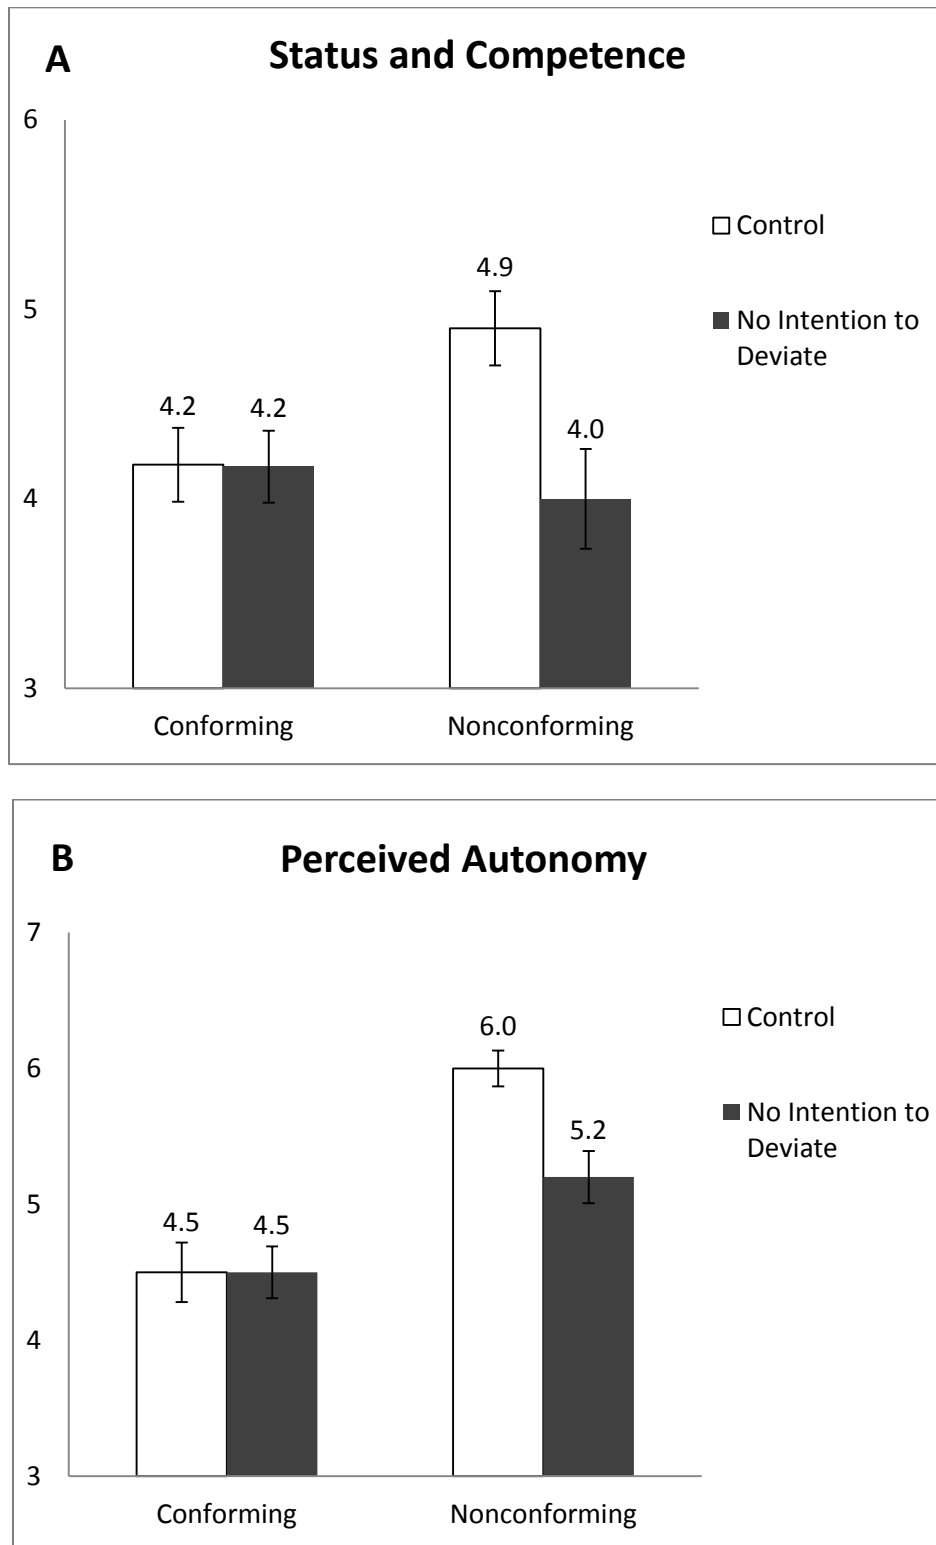 A
Status and Competence
6
5
4
3
4.2
4.2
4.9
4.0
Conforming
Nonconforming
Control
No Intention to
Deviate
B
Perceived Autonomy
7
6
5
4
3
4.5
4.5
6.0
5.2
Conforming
Nonconforming
Control
No Intention to
Deviate